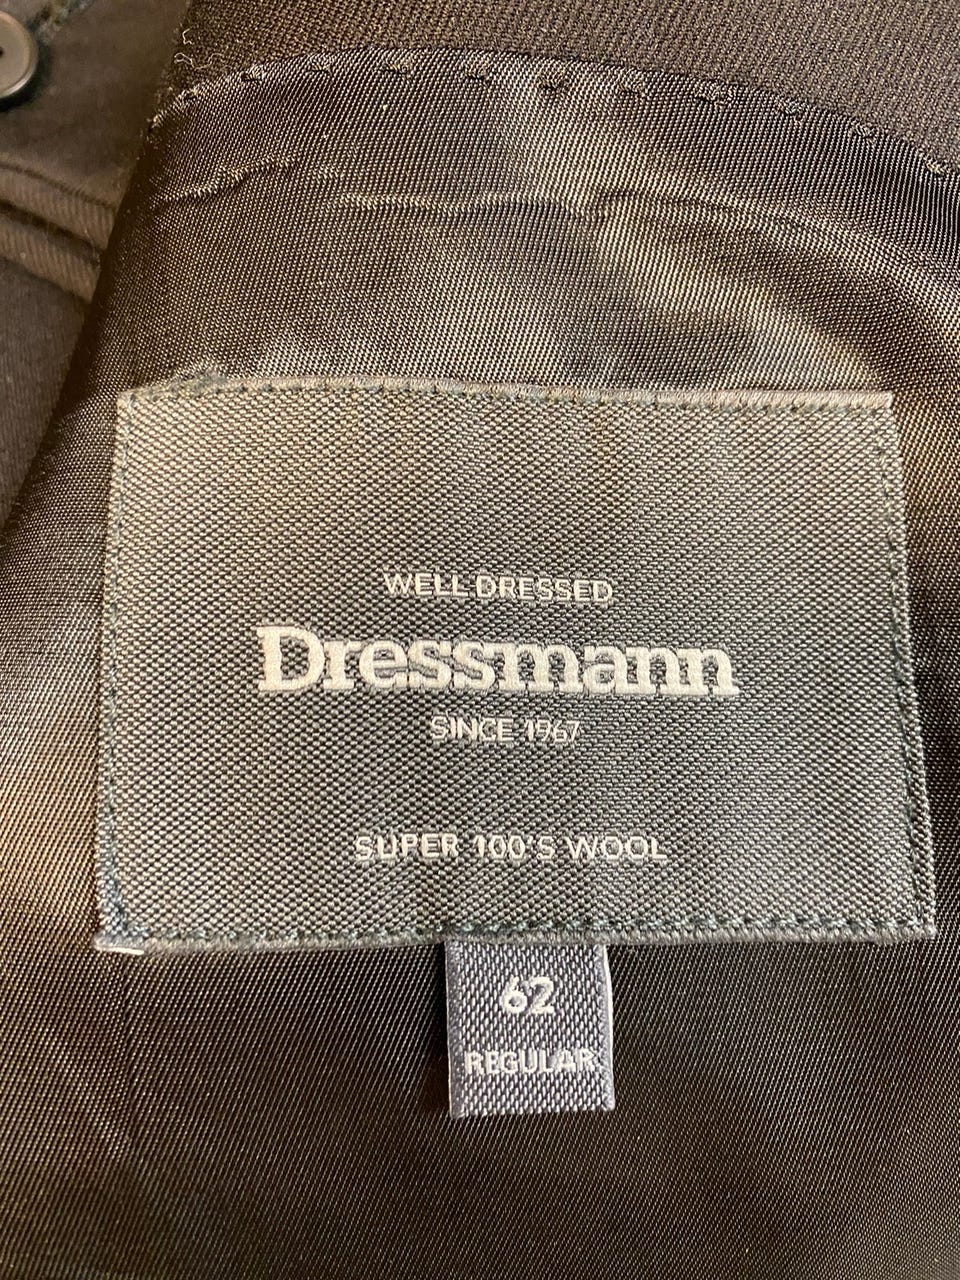 WELL DRESSED
Dressmann
SINCE 1967
SUPER 100'S WOOL
62
REGULAR